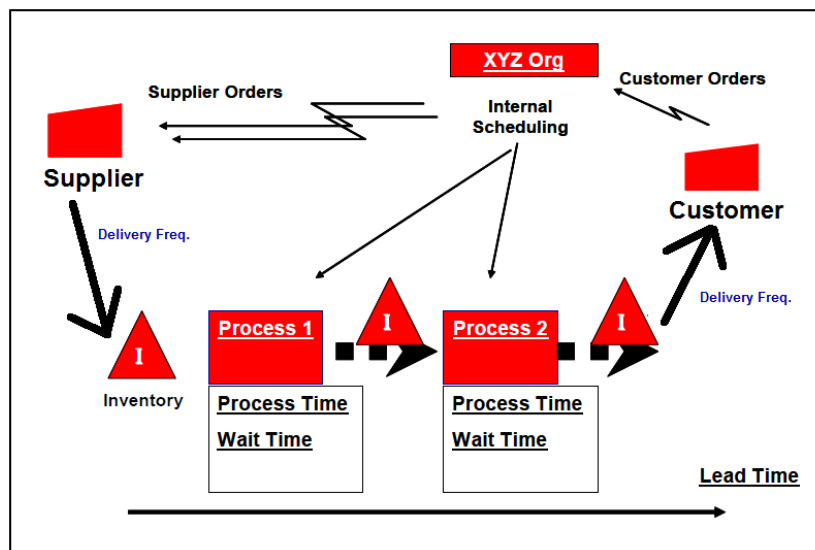 XYZ Org
Customer Orders
Supplier Orders
Internal
Scheduling
Supplier
Customer
Delivery Freq.
Delivery Freq.
I
Inventory
Process 1
I
Process 2
I
Process Time
Wait Time
Process Time
Wait Time
Lead Time